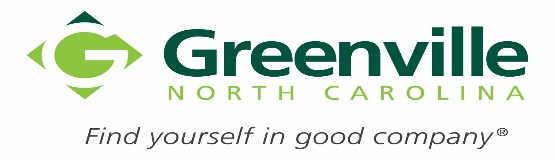 G Greenville
NORTH CAROLINA
Find yourself in good company®